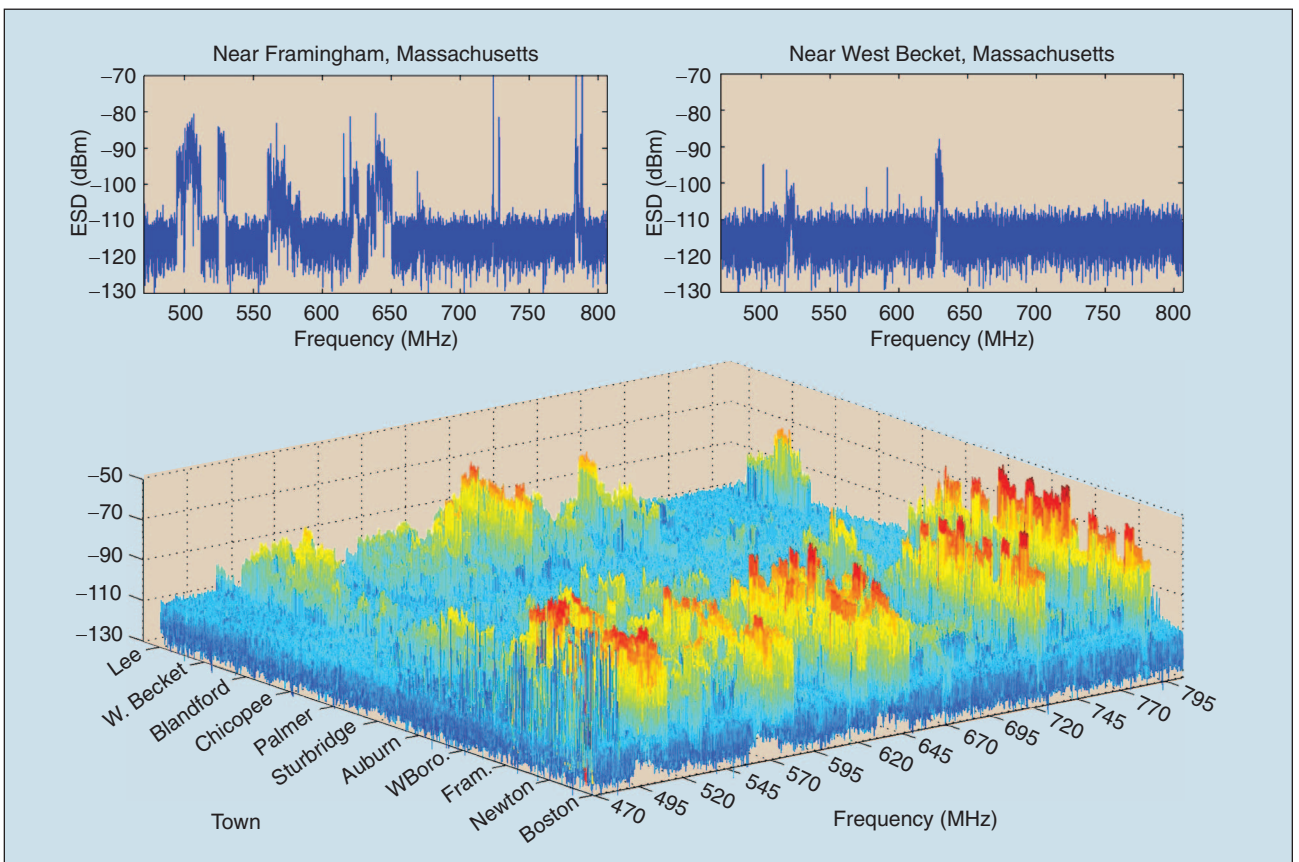 Near Framingham, Massachusetts
–70
–80
–90
–100
–110
–120
–130
ESD (dBm)
500 550 600 650 700 750 800
Frequency (MHz)
Near West Becket, Massachusetts
–70
–80
–90
–100
–110
–120
–130
ESD (dBm)
500 550 600 650 700 750 800
Frequency (MHz)
–50
–70
–90
–110
–130
Lee
W. Becket
Blandford
Chicopee
Palmer
Sturbridge
Auburn
WBoro.
Fram.
Newton
Boston
Town
470
495
520
545
570
595
620
645
670
695
720
745
770
795
Frequency (MHz)